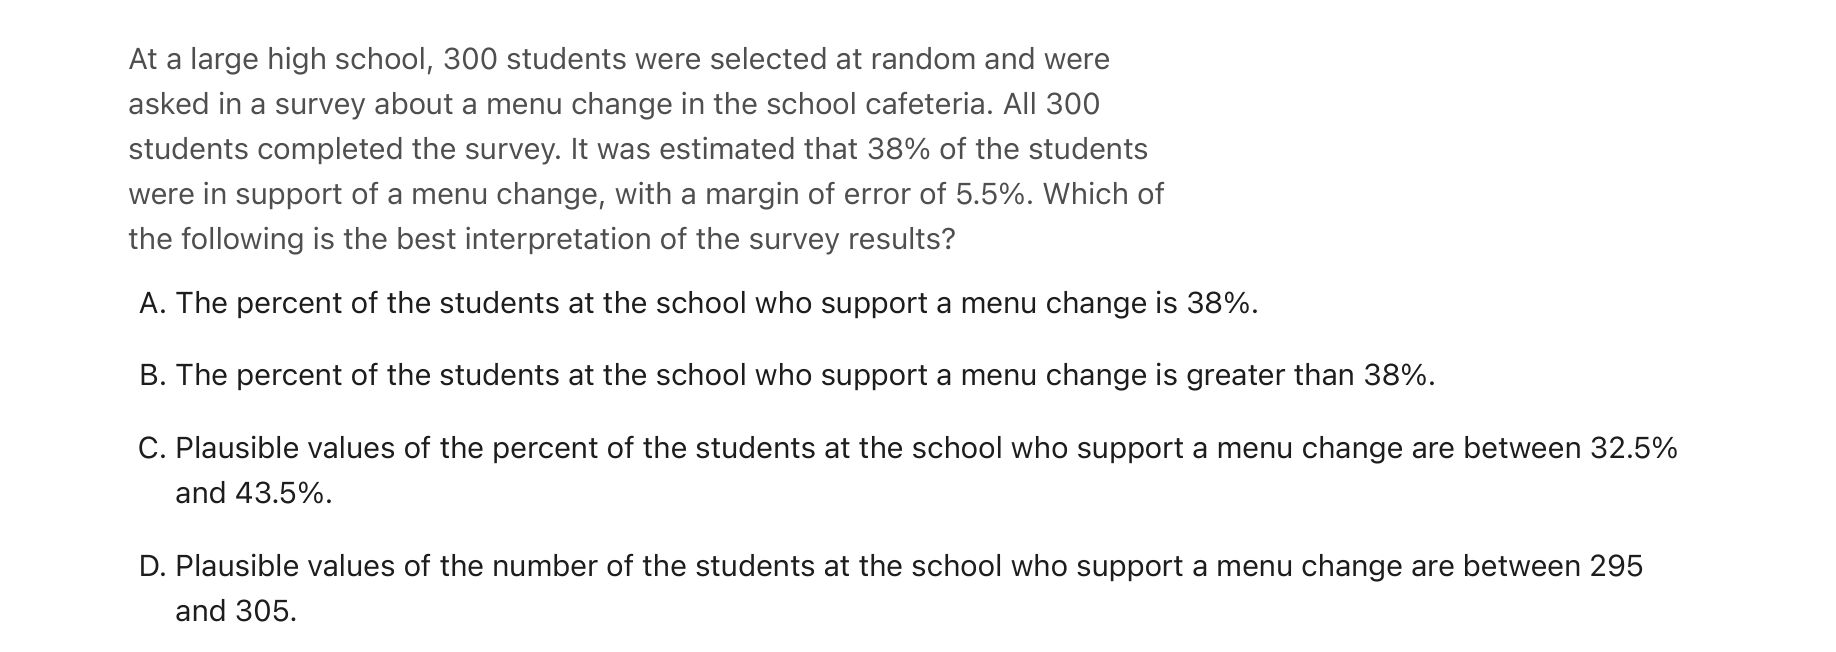 At a large high school, 300 students were selected at random and were
asked in a survey about a menu change in the school cafeteria. All 300
students completed the survey. It was estimated that 38% of the students
were in support of a menu change, with a margin of error of 5.5%. Which of
the following is the best interpretation of the survey results?
A. The percent of the students at the school who support a menu change is 38%.
B. The percent of the students at the school who support a menu change is greater than 38%.
C. Plausible values of the percent of the students at the school who support a menu change are between 32.5%
and 43.5%.
D. Plausible values of the number of the students at the school who support a menu change are between 295
and 305.